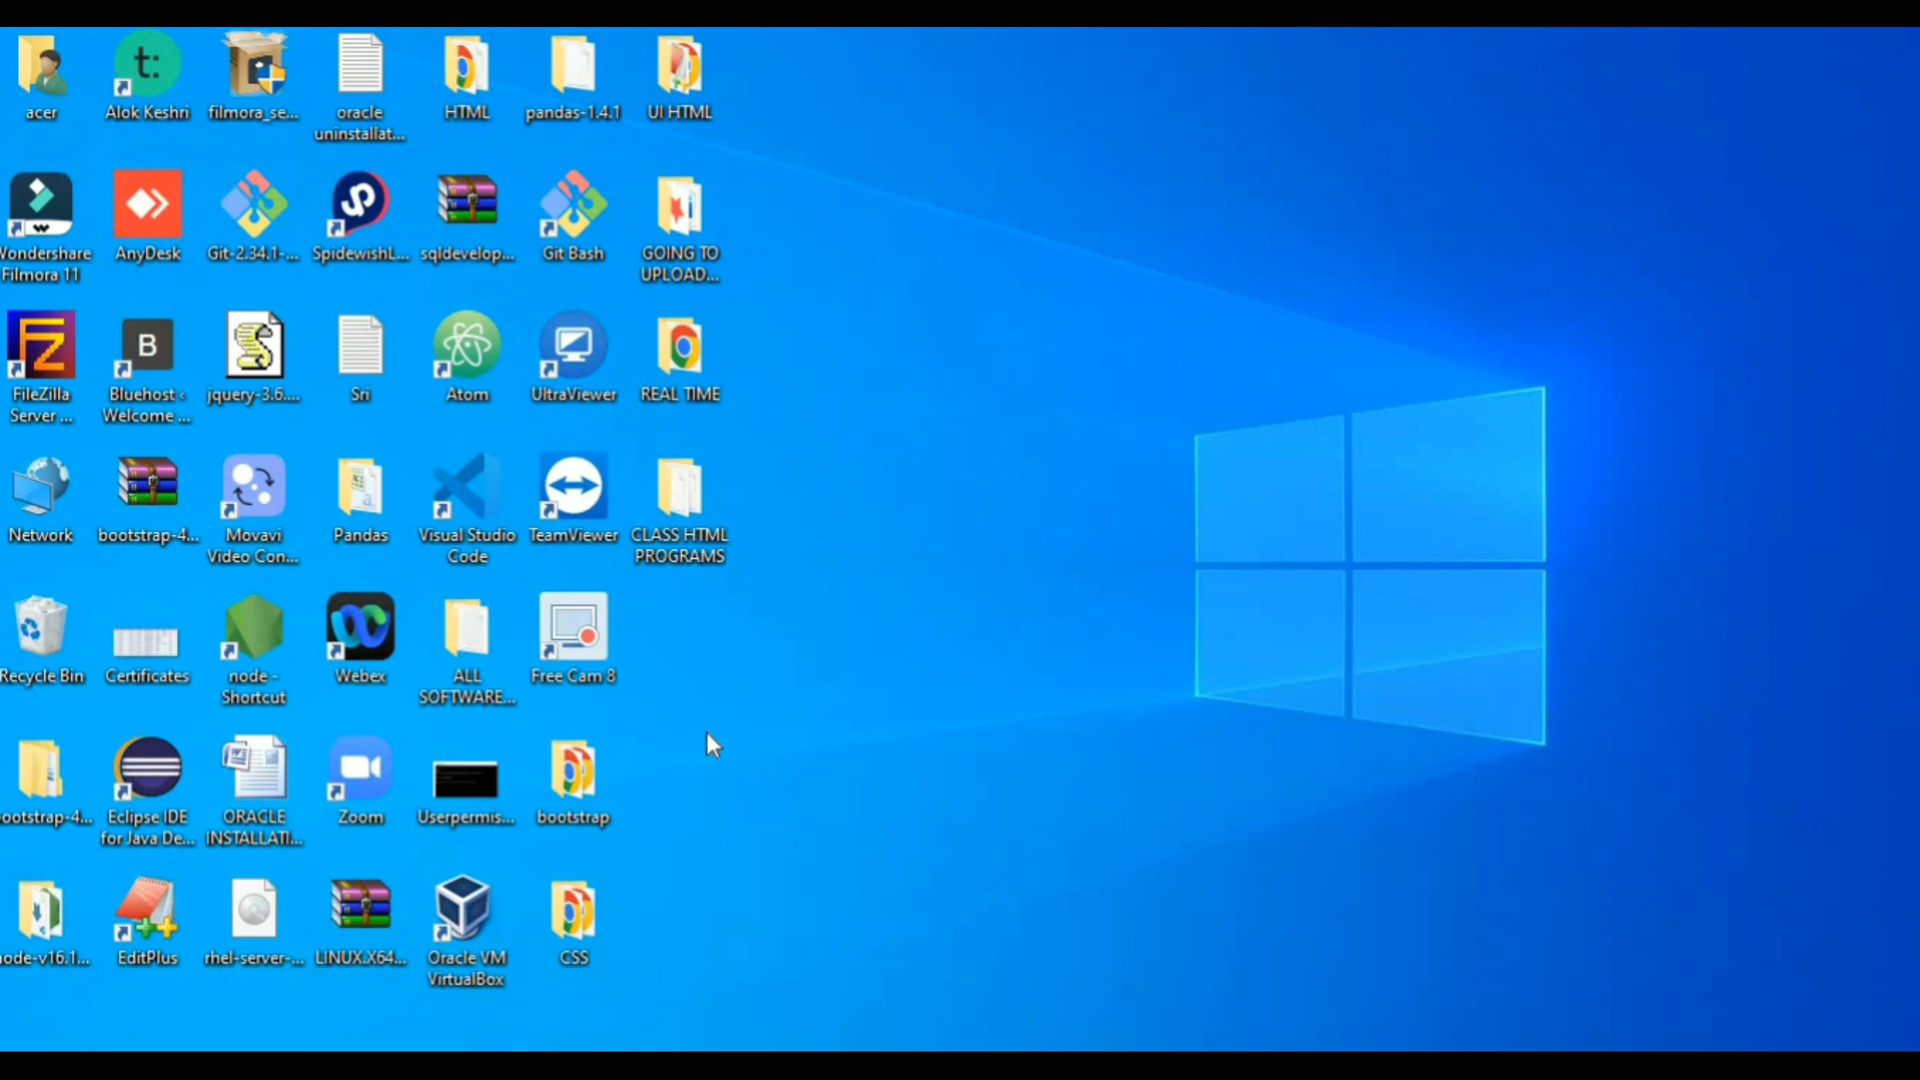 acer
Alok Keshri
filmora_se...
oracle
uninstallat...
HTML
pandas-1.4.1
UI HTML
Wondershare
Filmora 11
AnyDesk
Git-2.34.1-...
SpidewishL...
sqldevelop...
Git Bash
GOING TO
UPLOAD...
FileZilla
Server ...
Bluehost -
Welcome ...
jquery-3.6....
Sri
Atom
UltraViewer
REAL TIME
Network
bootstrap-4...
Movavi
Video Con...
Pandas
Visual Studio
Code
TeamViewer
CLASS HTML
PROGRAMS
Recycle Bin
Certificates
node -
Shortcut
Webex
ALL
SOFTWARE...
Free Cam 8
ootstrap-4...
Eclipse IDE
for Java De...
ORACLE
INSTALLATI...
Zoom
Userpermis...
bootstrap
ode-v16.1...
EditPlus
rhel-server-...
LINUX.X64...
Oracle VM
VirtualBox
CSS